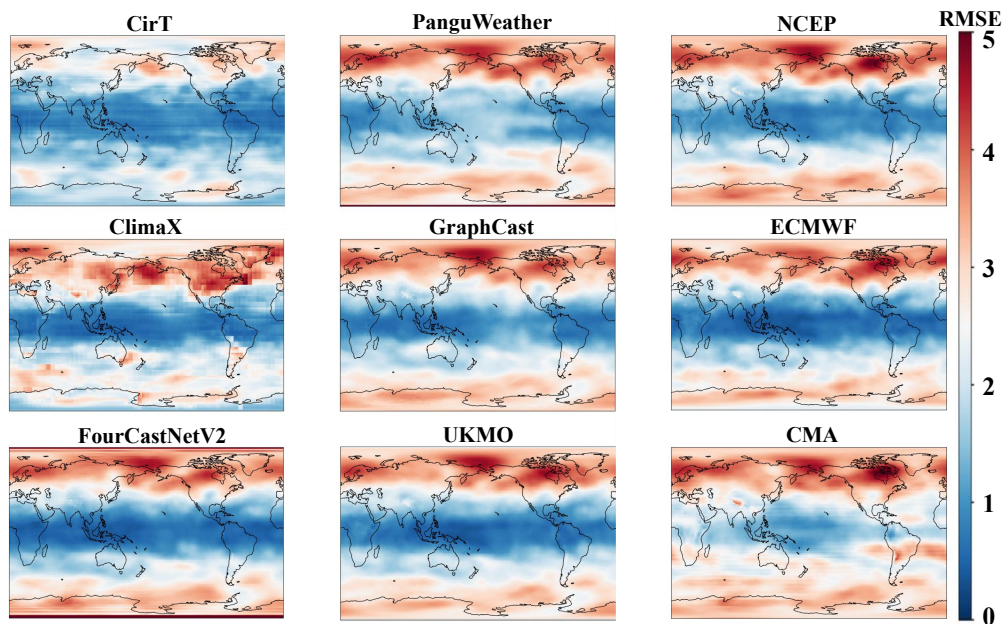 CirT
PanguWeather
NCEP
RMSE
5
4
3
2
1
0
ClimaX
GraphCast
ECMWF
FourCastNetV2
UKMO
CMA